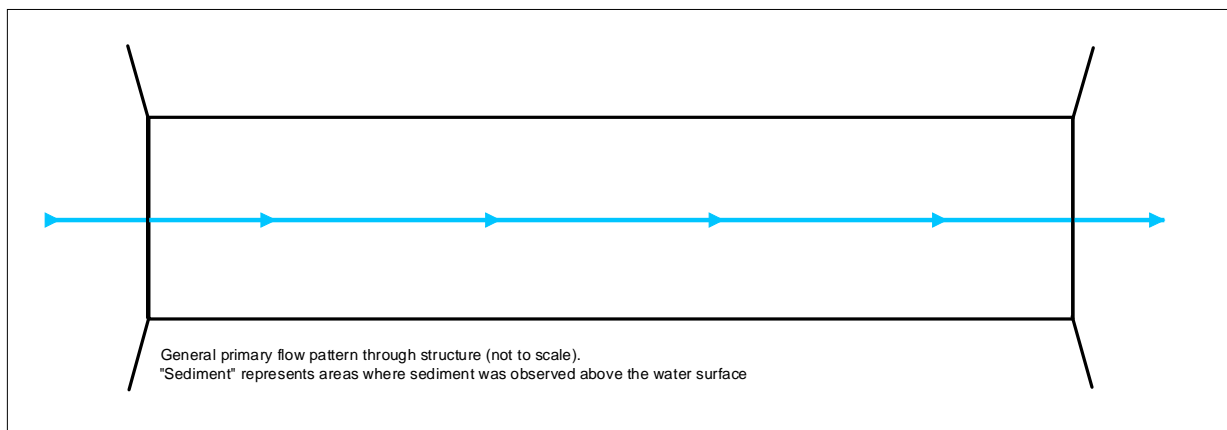 General primary flow pattern through structure (not to scale).
"Sediment" represents areas where sediment was observed above the water surface